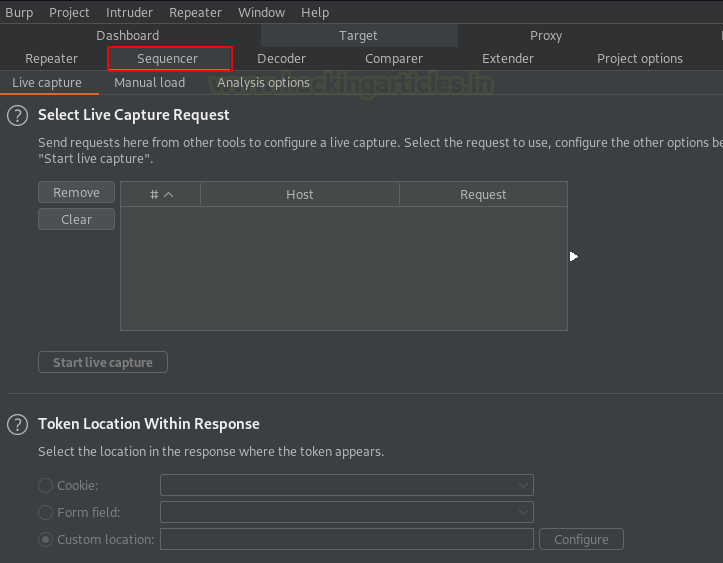 Burp Project Intruder Repeater Window Help
Dashboard Target Proxy
Repeater Sequencer Decoder Comparer Extender Project options
Live capture Manual load Analysis options
www.hackingarticles.in
? Select Live Capture Request
Send requests here from other tools to configure a live capture. Select the request to use, configure the other options be
"Start live capture".
Remove # Host Request
Clear
Start live capture
? Token Location Within Response
Select the location in the response where the token appears.
Cookie:
Form field:
Custom location: Configure